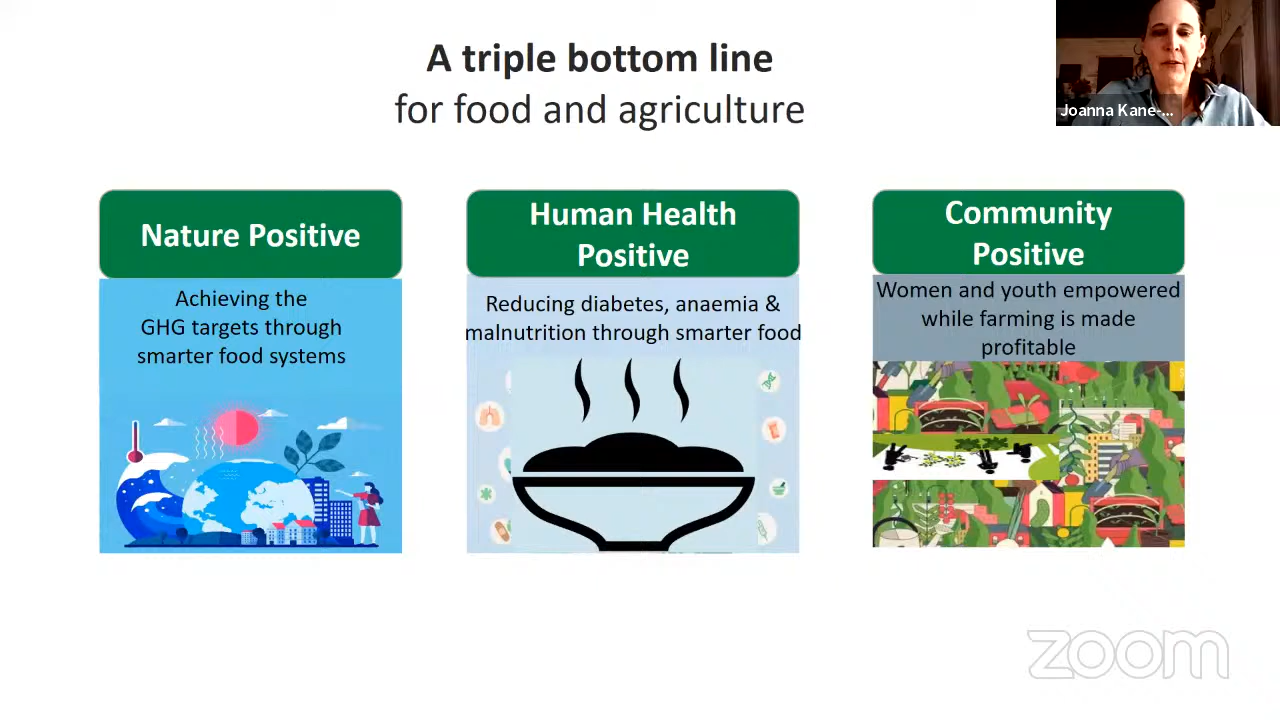 A triple bottom line
for food and agriculture
Joanna Kane-...
Nature Positive
Achieving the
GHG targets through
smarter food systems
Human Health
Positive
Reducing diabetes, anaemia &
malnutrition through smarter food
Community
Positive
Women and youth empowered
while farming is made
profitable
zoom